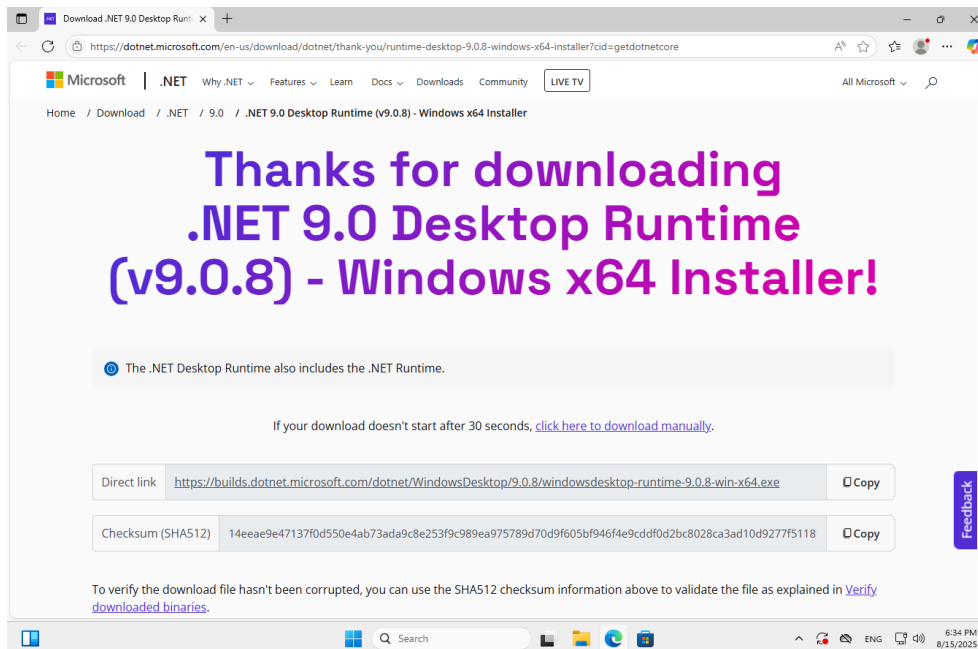 Download .NET 9.0 Desktop Runti
https://dotnet.microsoft.com/en-us/download/dotnet/thank-you/runtime-desktop-9.0.8-windows-x64-installer?cid=getdotnetcore
Microsoft .NET Why .NET Features Learn Docs Downloads Community LIVE TV All Microsoft
Home / Download / .NET / 9.0 / .NET 9.0 Desktop Runtime (v9.0.8) - Windows x64 Installer
Thanks for downloading
.NET 9.0 Desktop Runtime
(v9.0.8) - Windows x64 Installer!
The .NET Desktop Runtime also includes the .NET Runtime.
If your download doesn't start after 30 seconds, click here to download manually.
Direct link https://builds.dotnet.microsoft.com/dotnet/WindowsDesktop/9.0.8/windowsdesktop-runtime-9.0.8-win-x64.exe Copy
Checksum (SHA512) 14eeae9e47137f0d550e4ab73ada9c8e253f9c989ea975789d70d9f605bf946f4e9cddf0d2bc8028ca3ad10d9277f5118 Copy
Feedback
To verify the download file hasn't been corrupted, you can use the SHA512 checksum information above to validate the file as explained in Verify
downloaded binaries.
Search ENG 6:34 PM
8/15/2025